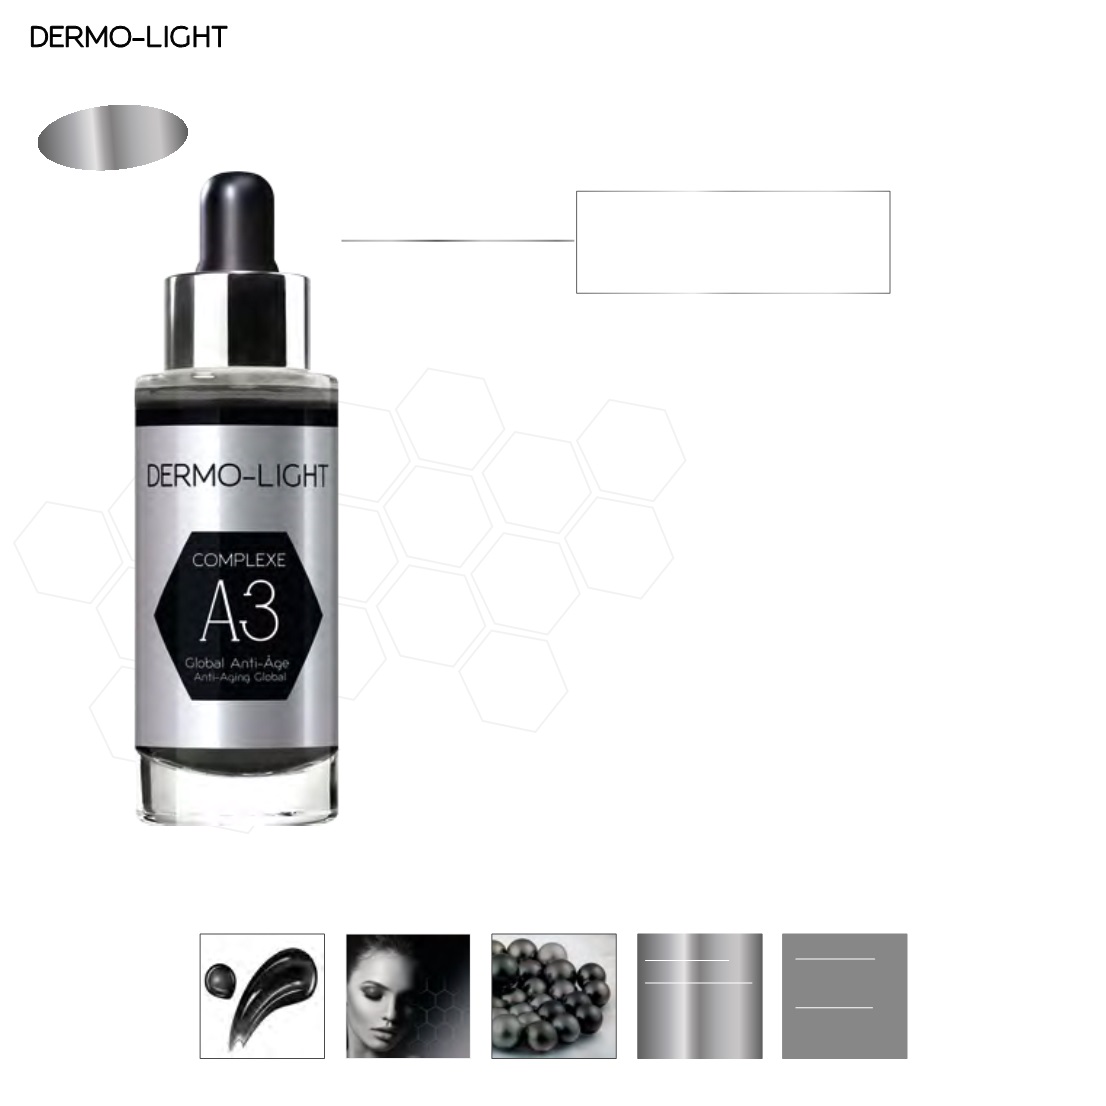 DERMO-LIGHT
DERMO-LIGHT
COMPLEXE
A3
Global Anti-Âge
Anti-Aging Global